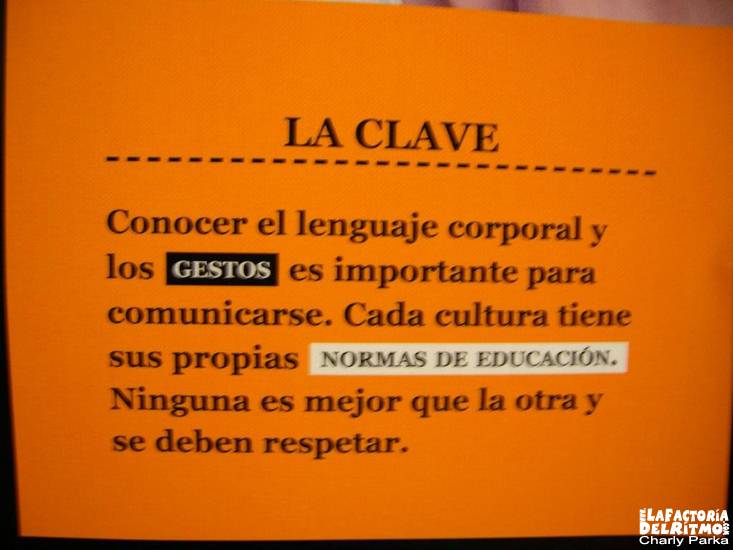 LA CLAVE
Conocer el lenguaje corporal y
los GESTOS es importante para
comunicarse. Cada cultura tiene
sus propias NORMAS DE EDUCACIÓN.
Ninguna es mejor que la otra y
se deben respetar.
LAFACTORÍA
DELRITMO
Charly Parka